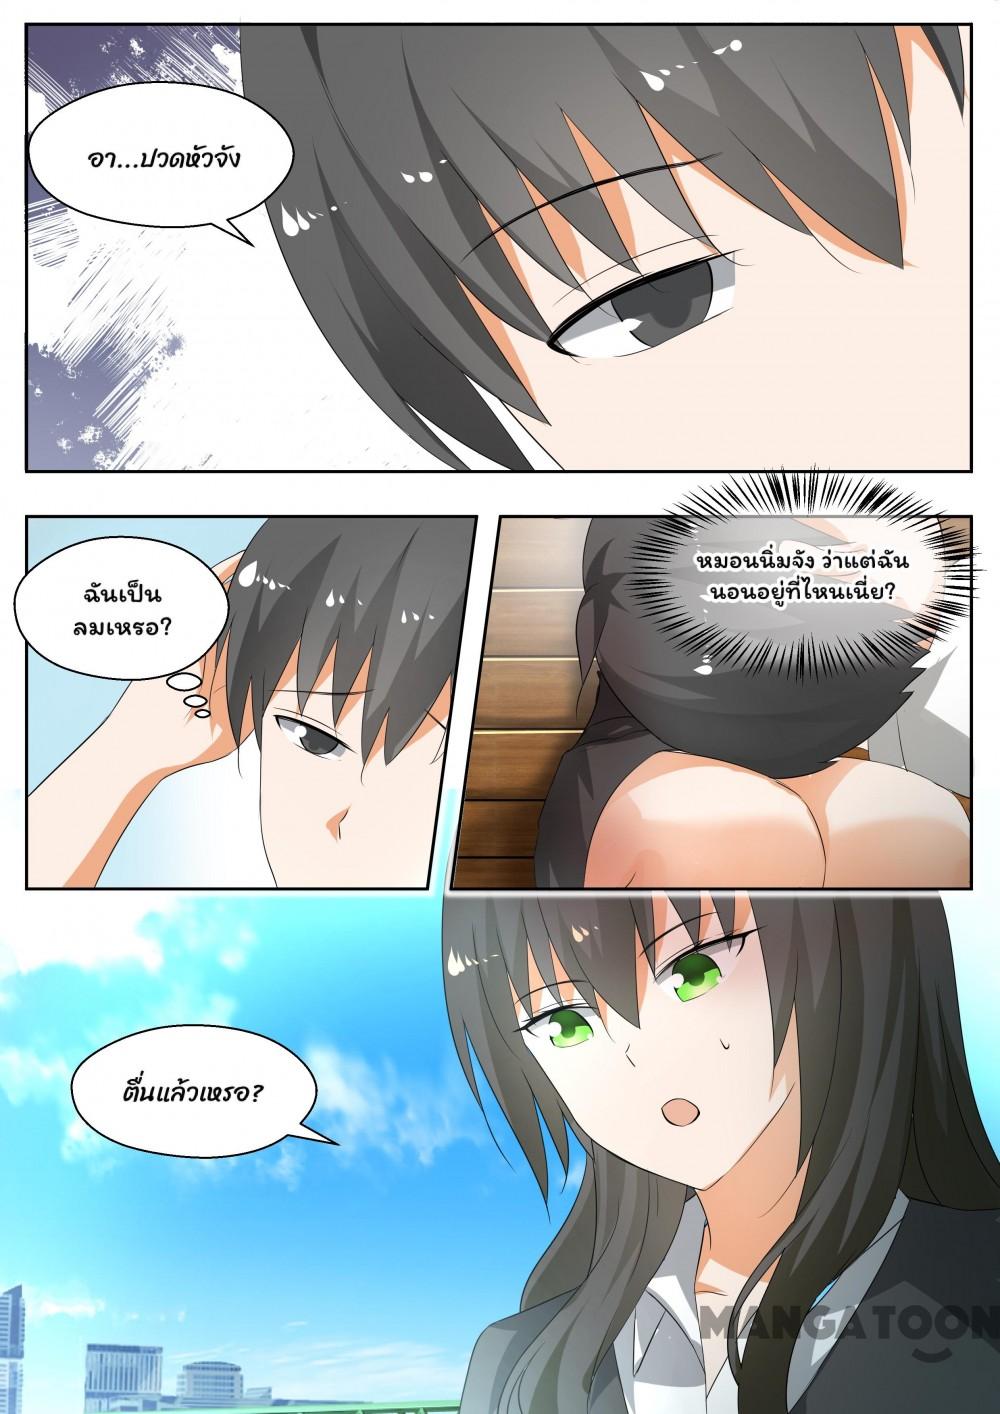 อา...ปวดหัวจัง
ฉันเป็น
ลมเหรอ?
หมอนนิ่มจัง ว่าแต่ฉัน
นอนอยู่ที่ไหนเนี่ย?
ตื่นแล้วเหรอ?
MANGATOON